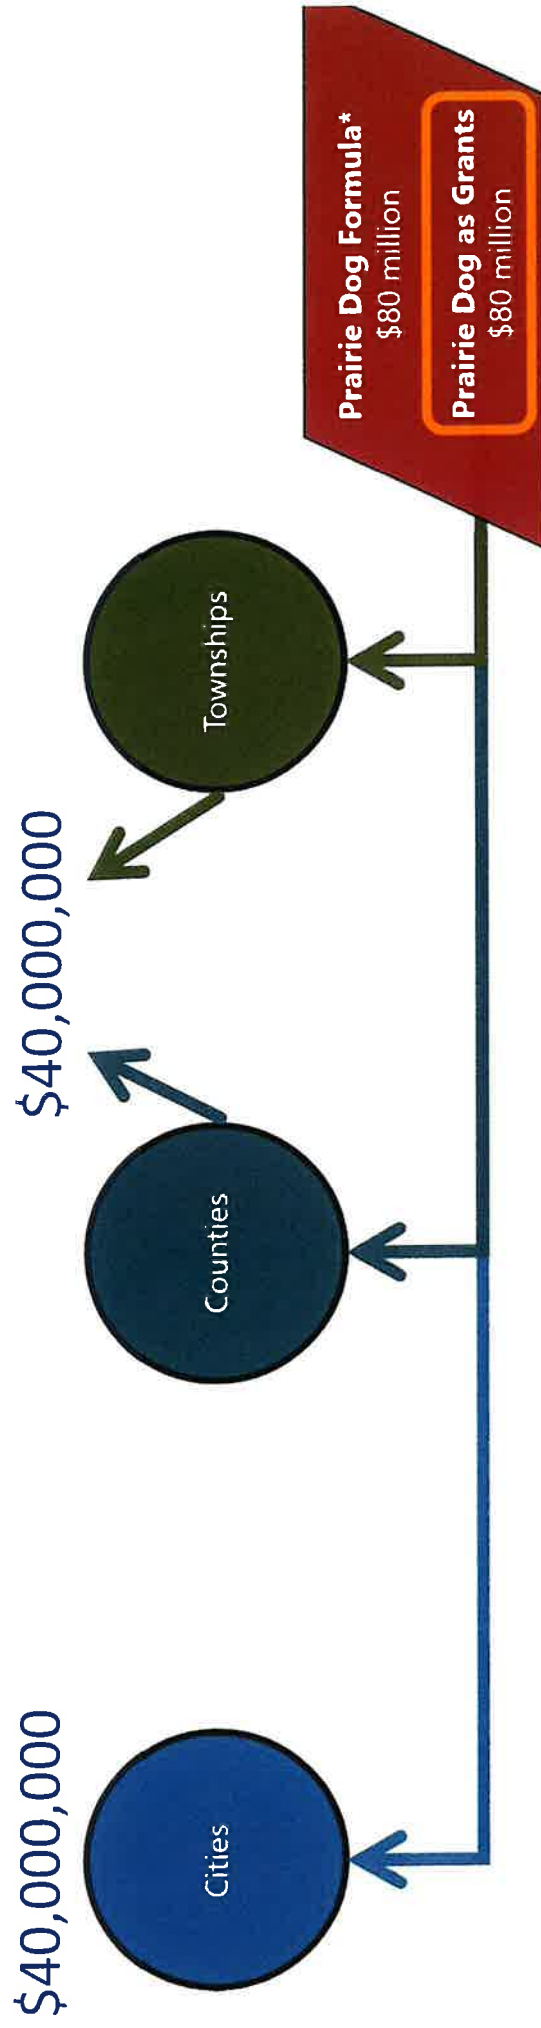 $40,000,000
$40,000,000
Cities
Counties
Townships
Prairie Dog Formula*
$80 million
Prairie Dog as Grants
$80 million